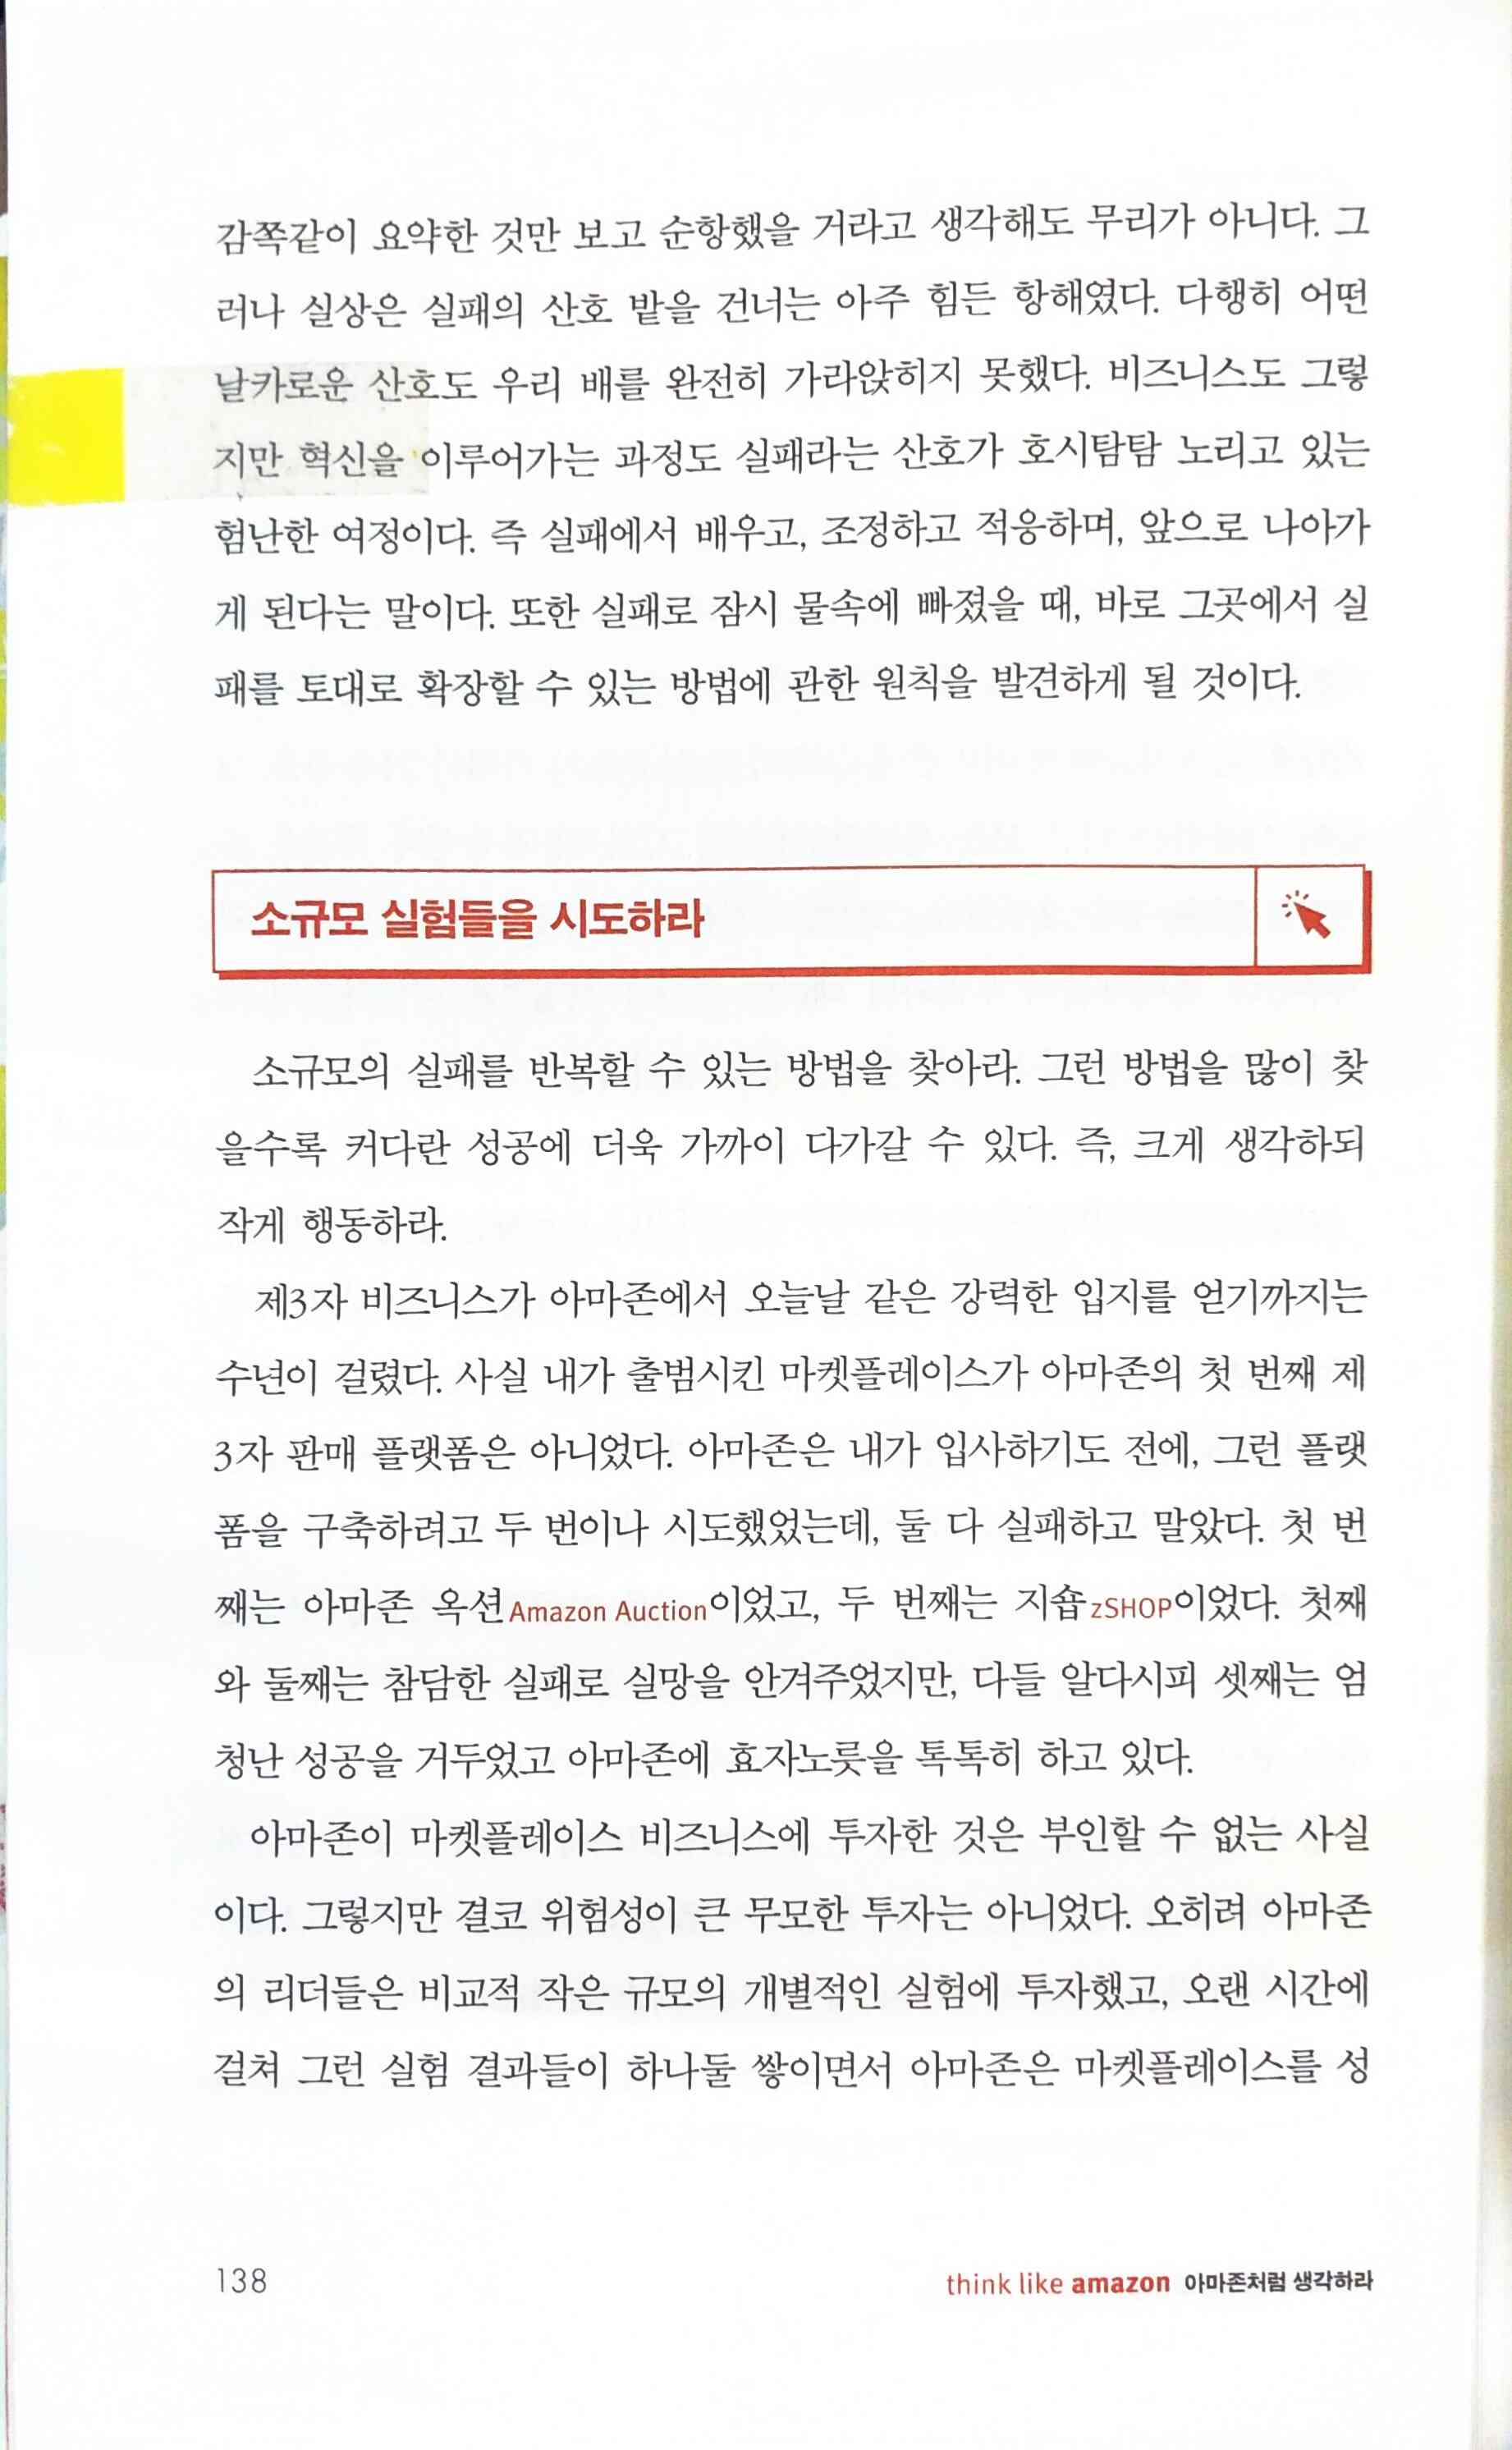 감쪽같이 요약한 것만 보고 순항했을 거라고 생각해도 무리가 아니다. 그
러나 실상은 실패의 산호 밭을 건너는 아주 힘든 항해였다. 다행히 어떤
날카로운 산호도 우리 배를 완전히 가라앉히지 못했다. 비즈니스도 그렇
지만 혁신을 이루어가는 과정도 실패라는 산호가 호시탐탐 노리고 있는
험난한 여정이다. 즉 실패에서 배우고, 조정하고 적응하며, 앞으로 나아가
게 된다는 말이다. 또한 실패로 잠시 물속에 빠졌을 때, 바로 그곳에서 실
패를 토대로 확장할 수 있는 방법에 관한 원칙을 발견하게 될 것이다.
소규모 실험들을 시도하라
소규모의 실패를 반복할 수 있는 방법을 찾아라. 그런 방법을 많이 찾
을수록 커다란 성공에 더욱 가까이 다가갈 수 있다. 즉, 크게 생각하되
작게 행동하라.
제3자 비즈니스가 아마존에서 오늘날 같은 강력한 입지를 얻기까지는
수년이 걸렸다. 사실 내가 출범시킨 마켓플레이스가 아마존의 첫 번째 제
3자 판매 플랫폼은 아니었다. 아마존은 내가 입사하기도 전에, 그런 플랫
폼을 구축하려고 두 번이나 시도했었는데, 둘 다 실패하고 말았다. 첫 번
째는 아마존 옥션Amazon Auction이었고, 두 번째는 지숍zSHOP이었다. 첫째
와 둘째는 참담한 실패로 실망을 안겨주었지만, 다들 알다시피 셋째는 엄
청난 성공을 거두었고 아마존에 효자노릇을 톡톡히 하고 있다.
아마존이 마켓플레이스 비즈니스에 투자한 것은 부인할 수 없는 사실
이다. 그렇지만 결코 위험성이 큰 무모한 투자는 아니었다. 오히려 아마존
의 리더들은 비교적 작은 규모의 개별적인 실험에 투자했고, 오랜 시간에
걸쳐 그런 실험 결과들이 하나둘 쌓이면서 아마존은 마켓플레이스를 성
138
think like amazon 아마존처럼 생각하라